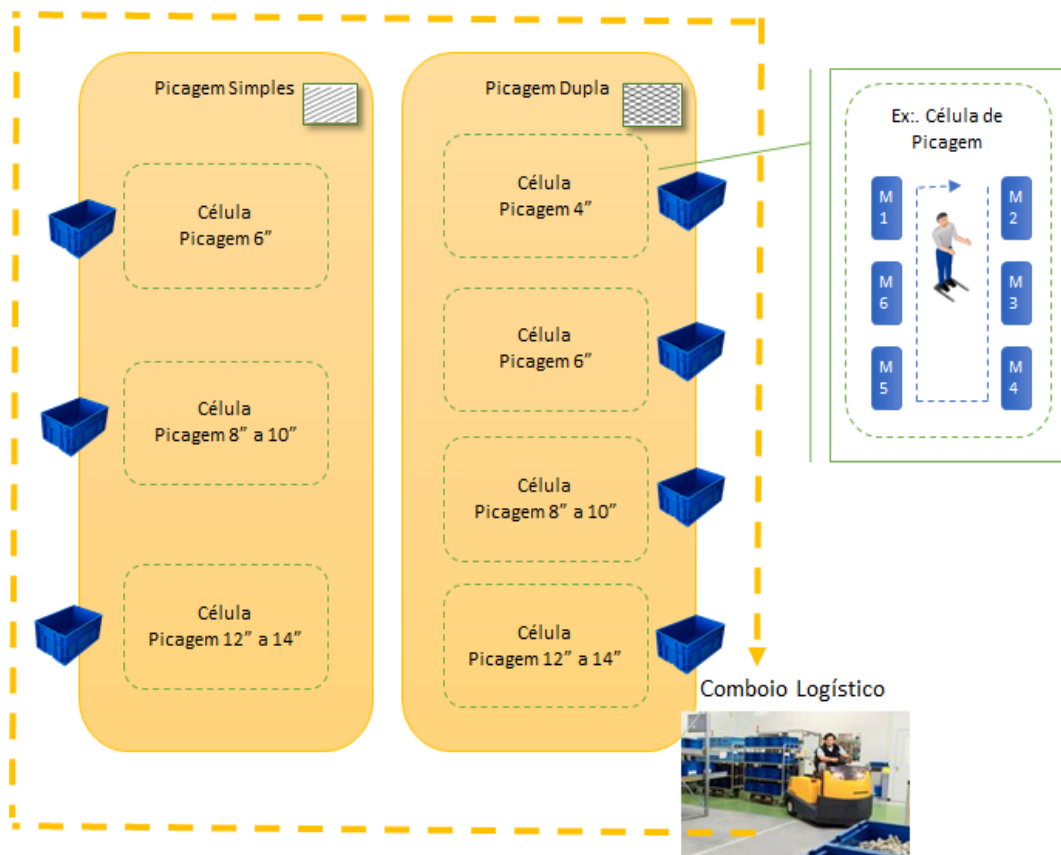 Picagem Simples
Célula
Picagem 6”
Célula
Picagem 8” a 10”
Célula
Picagem 12” a 14”
Picagem Dupla
Célula
Picagem 4”
Célula
Picagem 6”
Célula
Picagem 8” a 10”
Célula
Picagem 12” a 14”
Ex:. Célula de
Picagem
M
1
M
2
M
6
M
3
M
5
M
4
Comboio Logístico